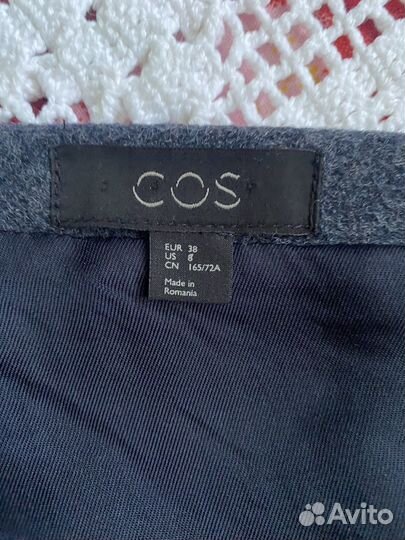 COS
EUR 38
US 8
CN 165/72A
Made in
Romania
Avito